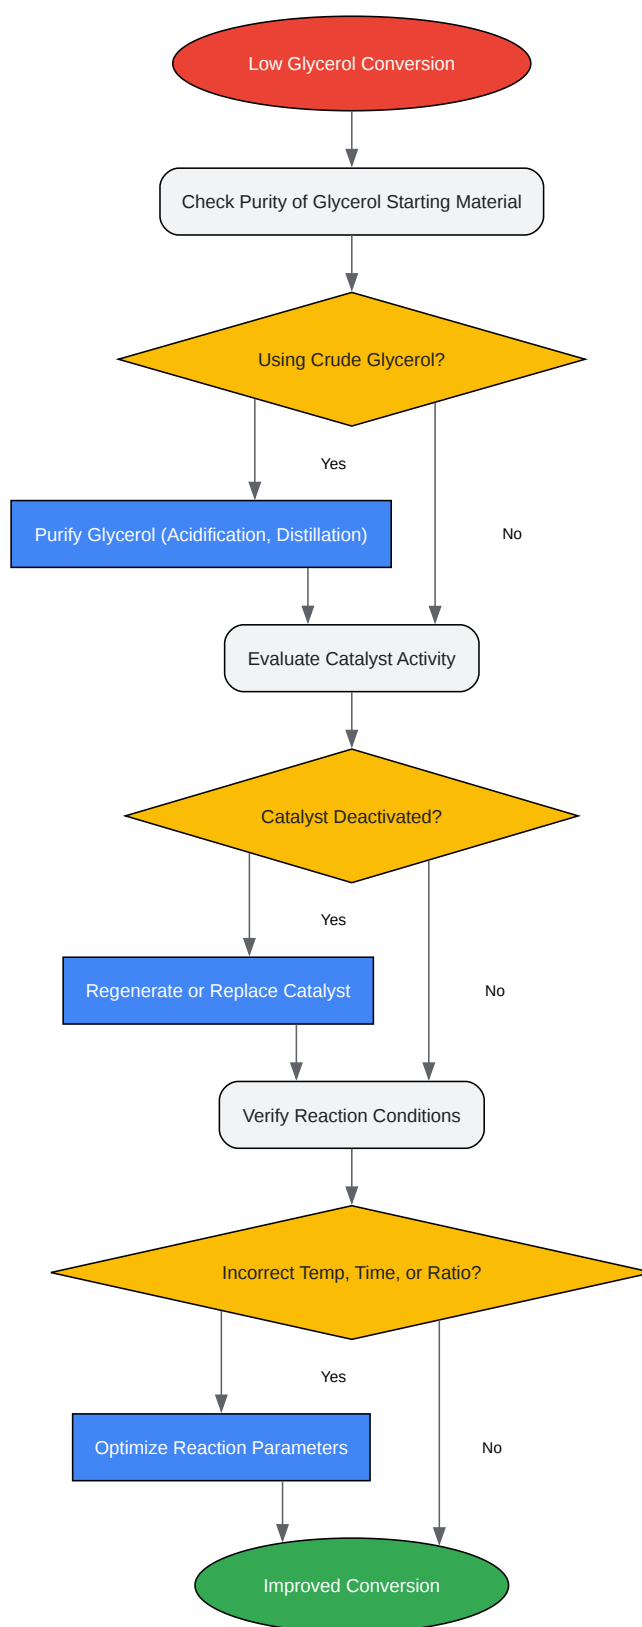 Low Glycerol Conversion
Check Purity of Glycerol Starting Material
Using Crude Glycerol?
Yes
Purify Glycerol (Acidification, Distillation)
No
Evaluate Catalyst Activity
Catalyst Deactivated?
Yes
Regenerate or Replace Catalyst
No
Verify Reaction Conditions
Incorrect Temp, Time, or Ratio?
Yes
Optimize Reaction Parameters
No
Improved Conversion